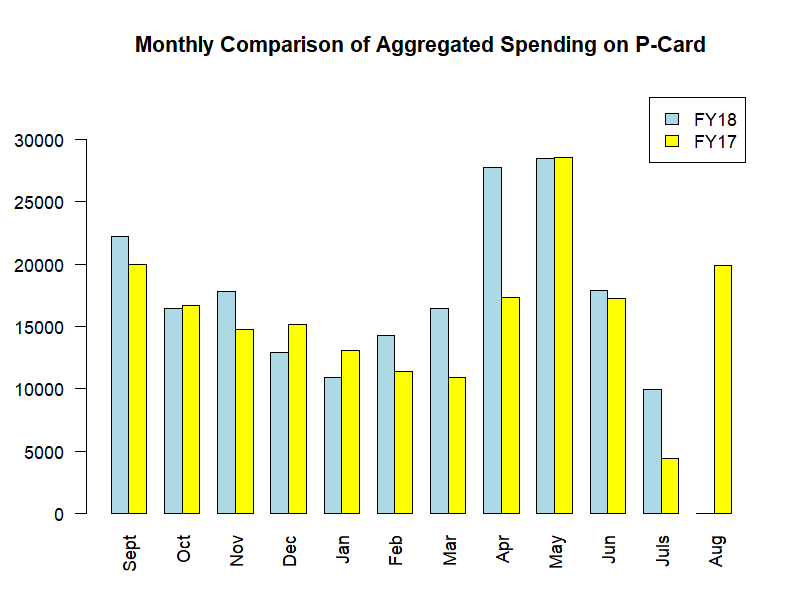 Monthly Comparison of Aggregated Spending on P-Card
FY18
FY17
30000
25000
20000
15000
10000
5000
0
Sept
Oct
Nov
Dec
Jan
Feb
Mar
Apr
May
Jun
Juls
Aug